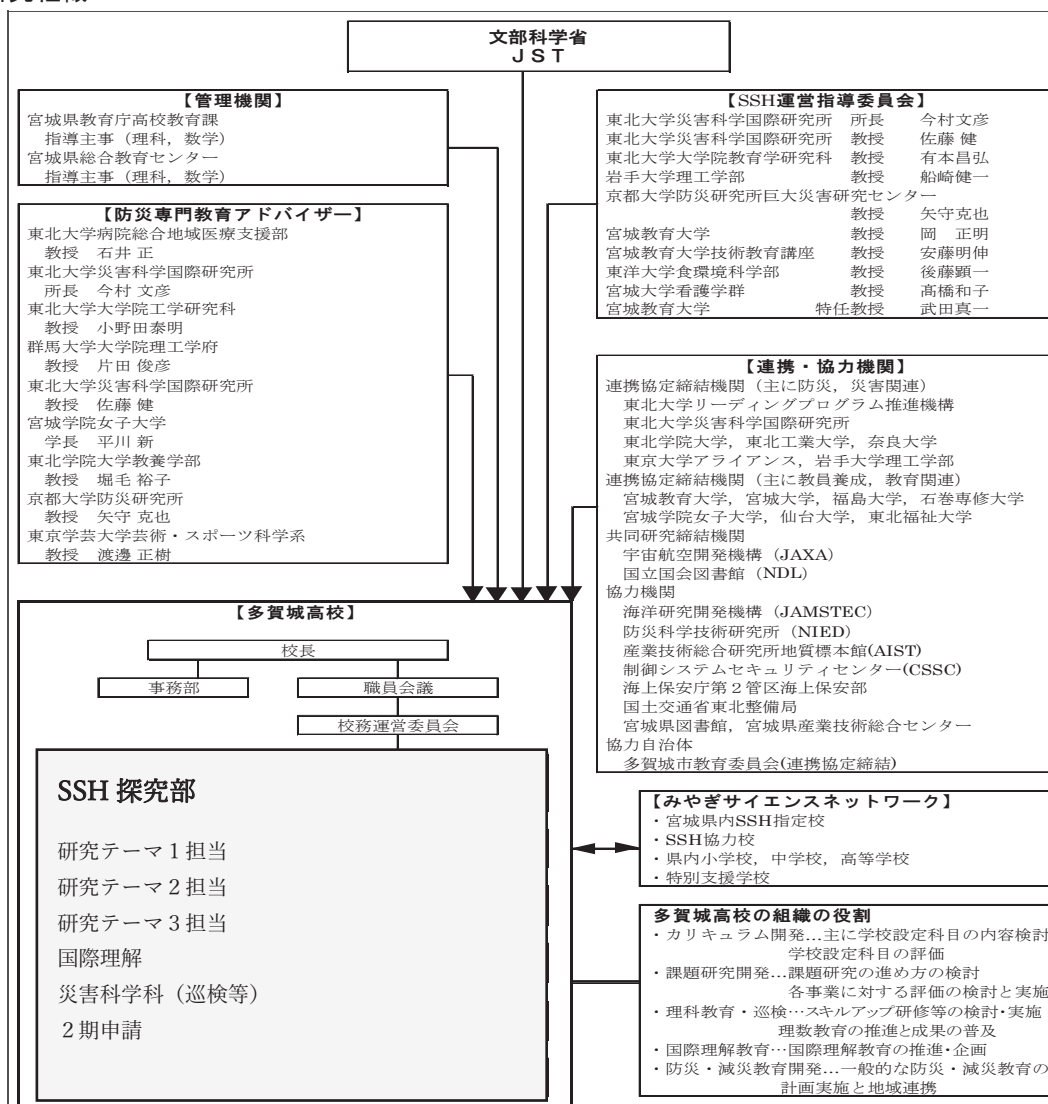 文部科学省
ＪＳＴ
【管理機関】
宮城県教育庁高校教育課
指導主事（理科，数学）
宮城県総合教育センター
指導主事（理科，数学）
【防災専門教育アドバイザー】
東北大学病院総合地域医療支援部
教授　石井 正
東北大学災害科学国際研究所
所長　今村 文彦
東北大学大学院工学研究科
教授　小野田泰明
群馬大学大学院理工学府
教授　片田 俊彦
東北大学災害科学国際研究所
教授　佐藤 健
宮城学院女子大学
学長　平川 新
東北学院大学教養学部
教授　堀毛 裕子
京都大学防災研究所
教授　矢守 克也
東京学芸大学芸術・スポーツ科学系
教授　渡邊 正樹
【SSH運営指導委員会】
東北大学災害科学国際研究所　所長　今村文彦
東北大学災害科学国際研究所　教授　佐藤 健
東北大学大学院教育学研究科　教授　有本昌弘
岩手大学理工学部　教授　船崎健一
京都大学防災研究所巨大災害研究センター
教授　矢守克也
宮城教育大学　教授　岡　正明
宮城教育大学技術教育講座　教授　安藤明伸
東洋大学食環境科学部　教授　後藤顕一
宮城大学看護学群　教授　髙橋和子
宮城教育大学　特任教授　武田真一
【連携・協力機関】
連携協定締結機関（主に防災，災害関連）
東北大学リーディングプログラム推進機構
東北大学災害科学国際研究所
東北学院大学，東北工業大学，奈良大学
東京大学アライアンス，岩手大学理工学部
連携協定締結機関（主に教員養成，教育関連）
宮城教育大学，宮城大学，福島大学，石巻専修大学
宮城学院女子大学，仙台大学，東北福祉大学
共同研究締結機関
宇宙航空開発機構（JAXA）
国立国会図書館（NDL）
協力機関
海洋研究開発機構（JAMSTEC）
防災科学技術研究所（NIED）
産業技術総合研究所地質標本館(AIST)
制御システムセキュリティセンター(CSSC)
海上保安庁第２管区海上保安部
国土交通省東北整備局
宮城県図書館，宮城県産業技術総合センター
協力自治体
多賀城市教育委員会(連携協定締結)
【多賀城高校】
校長
事務部
職員会議
校務運営委員会
SSH 探究部
研究テーマ１担当
研究テーマ２担当
研究テーマ３担当
国際理解
災害科学科（巡検等）
２期申請
【みやぎサイエンスネットワーク】
・宮城県内SSH指定校
・SSH協力校
・県内小学校，中学校，高等学校
・特別支援学校
多賀城高校の組織の役割
・カリキュラム開発…主に学校設定科目の内容検討
学校設定科目の評価
・課題研究開発…課題研究の進め方の検討
各事業に対する評価の検討と実施
・理科教育・巡検…スキルアップ研修等の検討・実施
理数教育の推進と成果の普及
・国際理解教育…国際理解教育の推進・企画
・防災・減災教育開発…一般的な防災・減災教育の
計画実施と地域連携